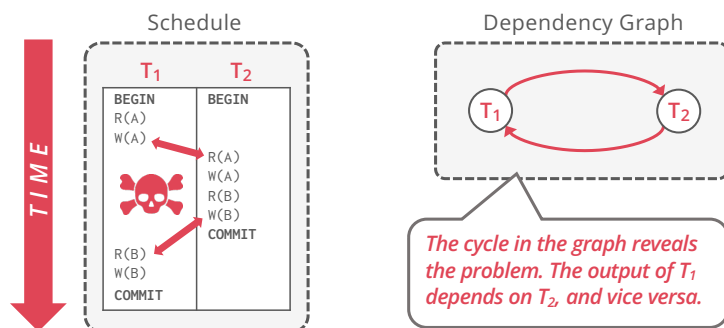 Schedule
Dependency Graph
TIME
T1 T2
BEGIN BEGIN
R(A)
W(A)
R(A)
W(A)
R(B)
W(B)
COMMIT
R(B)
W(B)
COMMIT
T1
T2
The cycle in the graph reveals
the problem. The output of T1
depends on T2, and vice versa.